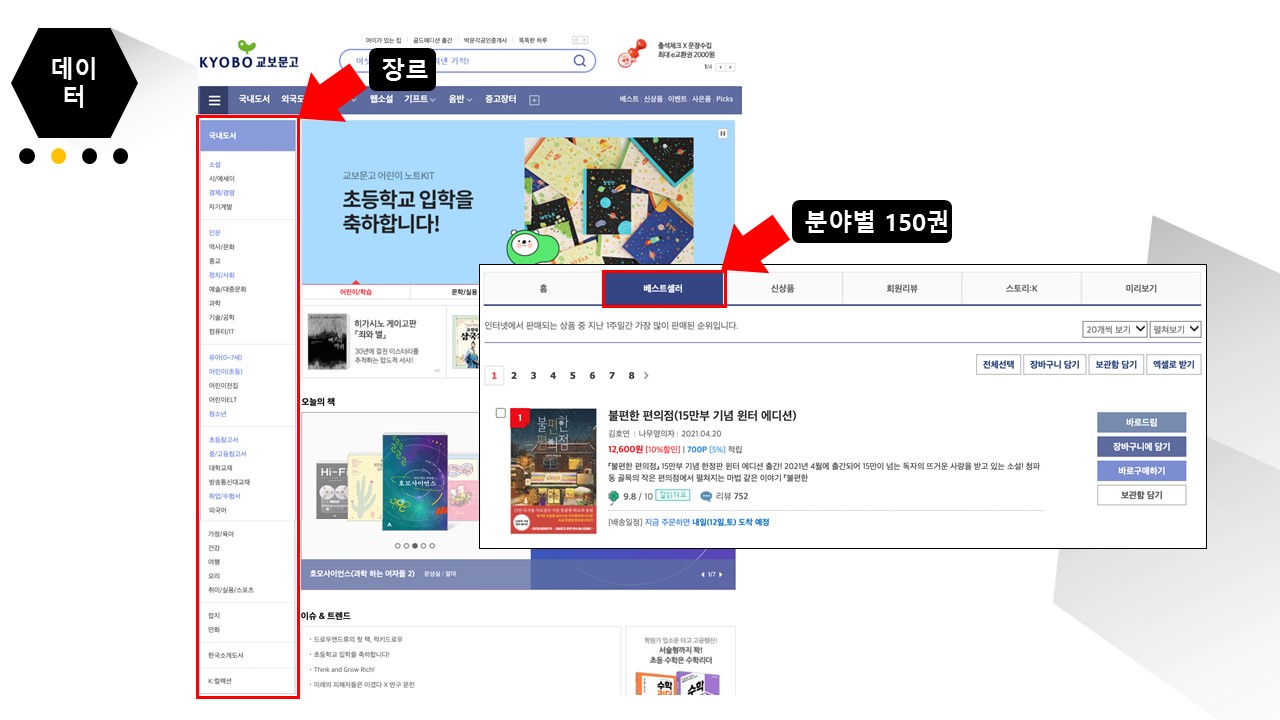 데이
터
아이가 있는 집 골드에디션 출간 박문각공인중개사 똑똑한 하루
KYOBO 교보문고
출석체크 X 문장수집
최대 e교환권 2000원
1/4
장르
국내도서 웹소설 기프트 음반 중고장터
베스트 신상품 이벤트 사은품 Picks
국내도서
소설
시/에세이
경제/경영
자기계발
인문
역사/문화
종교
정치/사회
예술/대중문화
과학
기술/공학
컴퓨터/IT
유아(0~7세)
어린이(초등)
어린이전집
어린이ELT
청소년
초등참고서
중/고등참고서
대학교재
방송통신대교재
취업/수험서
외국어
가정/육아
건강
여행
요리
취미/실용/스포츠
잡지
만화
한국소개도서
K-컬렉션
교보문고 어린이 노트KIT
초등학교 입학을
축하합니다!
어린이/학습 문학/실용
히가시노 게이고판
『죄와 벌』
30년에 걸친 미스터리를
추적하는 압도적 서사!
오늘의 책
Hi-Fi
호모사이언스
호모사이언스(과학 하는 여자들 2) 문성실 | 알마
1/7
이슈 & 트렌드
· 드로우앤드류의 첫 책, 럭키드로우
· 초등학교 입학을 축하합니다!
· Think and Grow Rich!
· 미래의 피해자들은 이겼다 X 반구 문진
학원가 입소문 타고 고공행진!
서술형까지 꽉!
초등 수학은 수학리더
분야별 150권
홈 베스트셀러 신상품 회원리뷰 스토리:K 미리보기
인터넷에서 판매되는 상품 중 지난 1주일간 가장 많이 판매된 순위입니다.
20개씩 보기 펼쳐보기
전체선택 장바구니 담기 보관함 담기 엑셀로 받기
1 2 3 4 5 6 7 8
1
불편한 편의점
불편한 편의점(15만부 기념 윈터 에디션)
김호연 | 나무옆의자 | 2021.04.20
12,600원 [10%할인] | 700P [5%] 적립
『불편한 편의점』 15만부 기념 한정판 윈터 에디션 출간! 2021년 4월에 출간되어 15만이 넘는 독자의 뜨거운 사랑을 받고 있는 소설! 청파
동 골목의 작은 편의점에서 펼쳐지는 마법 같은 이야기 『불편한
9.8 / 10 잘읽혀요 리뷰 752
[배송일정] 지금 주문하면 내일(12일,토) 도착 예정
바로드림
장바구니에 담기
바로구매하기
보관함 담기